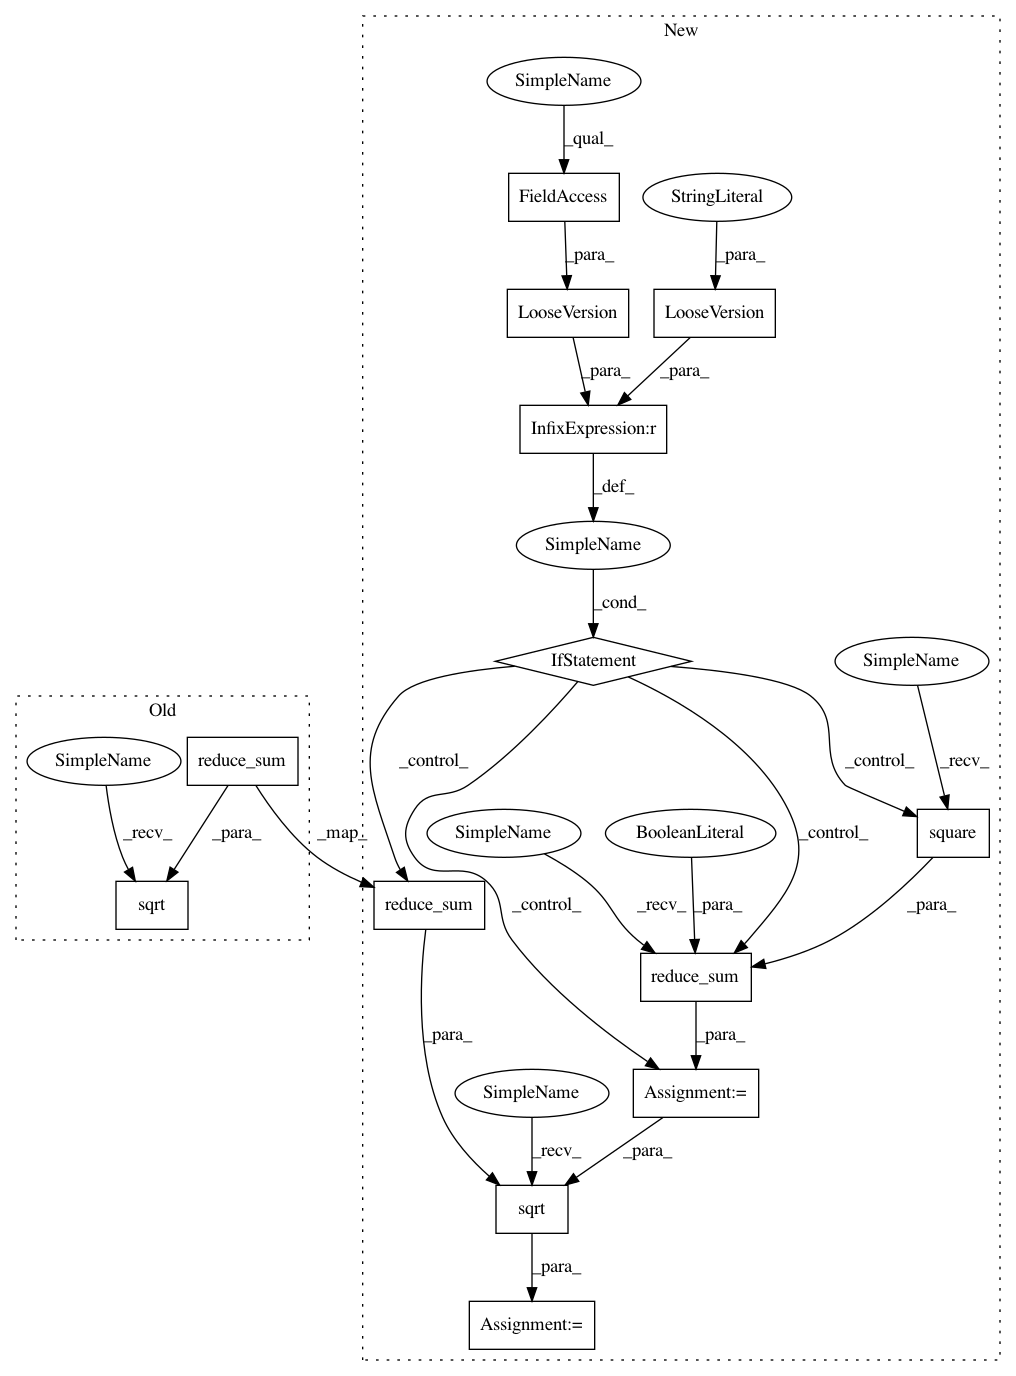 New
SimpleName
_qual_
FieldAccess
StringLiteral
_para_
_para_
LooseVersion
LooseVersion
_para_
_para_
InfixExpression:r
_def_
SimpleName
_cond_
IfStatement
SimpleName
Old
SimpleName
reduce_sum
_control_
_control_
_recv_
_recv_
_para_
_map_
SimpleName
BooleanLiteral
_control_
square
sqrt
reduce_sum
_control_
_recv_
_para_
_para_
reduce_sum
_para_
_para_
SimpleName
Assignment:=
_recv_
_para_
sqrt
_para_
Assignment:=